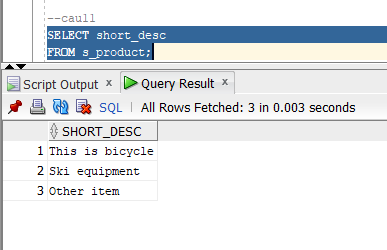 --cau11
SELECT short_desc
FROM s_product;
Script Output x Query Result x
SQL | All Rows Fetched: 3 in 0.003 seconds
SHORT_DESC
1 This is bicycle
2 Ski equipment
3 Other item